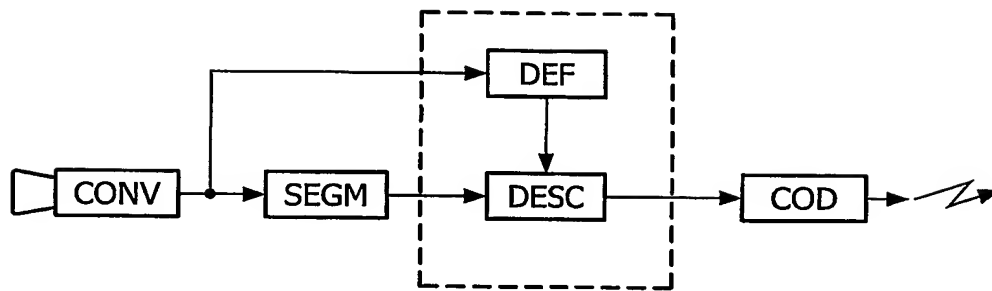 DEF
CONV
SEGM
DESC
COD